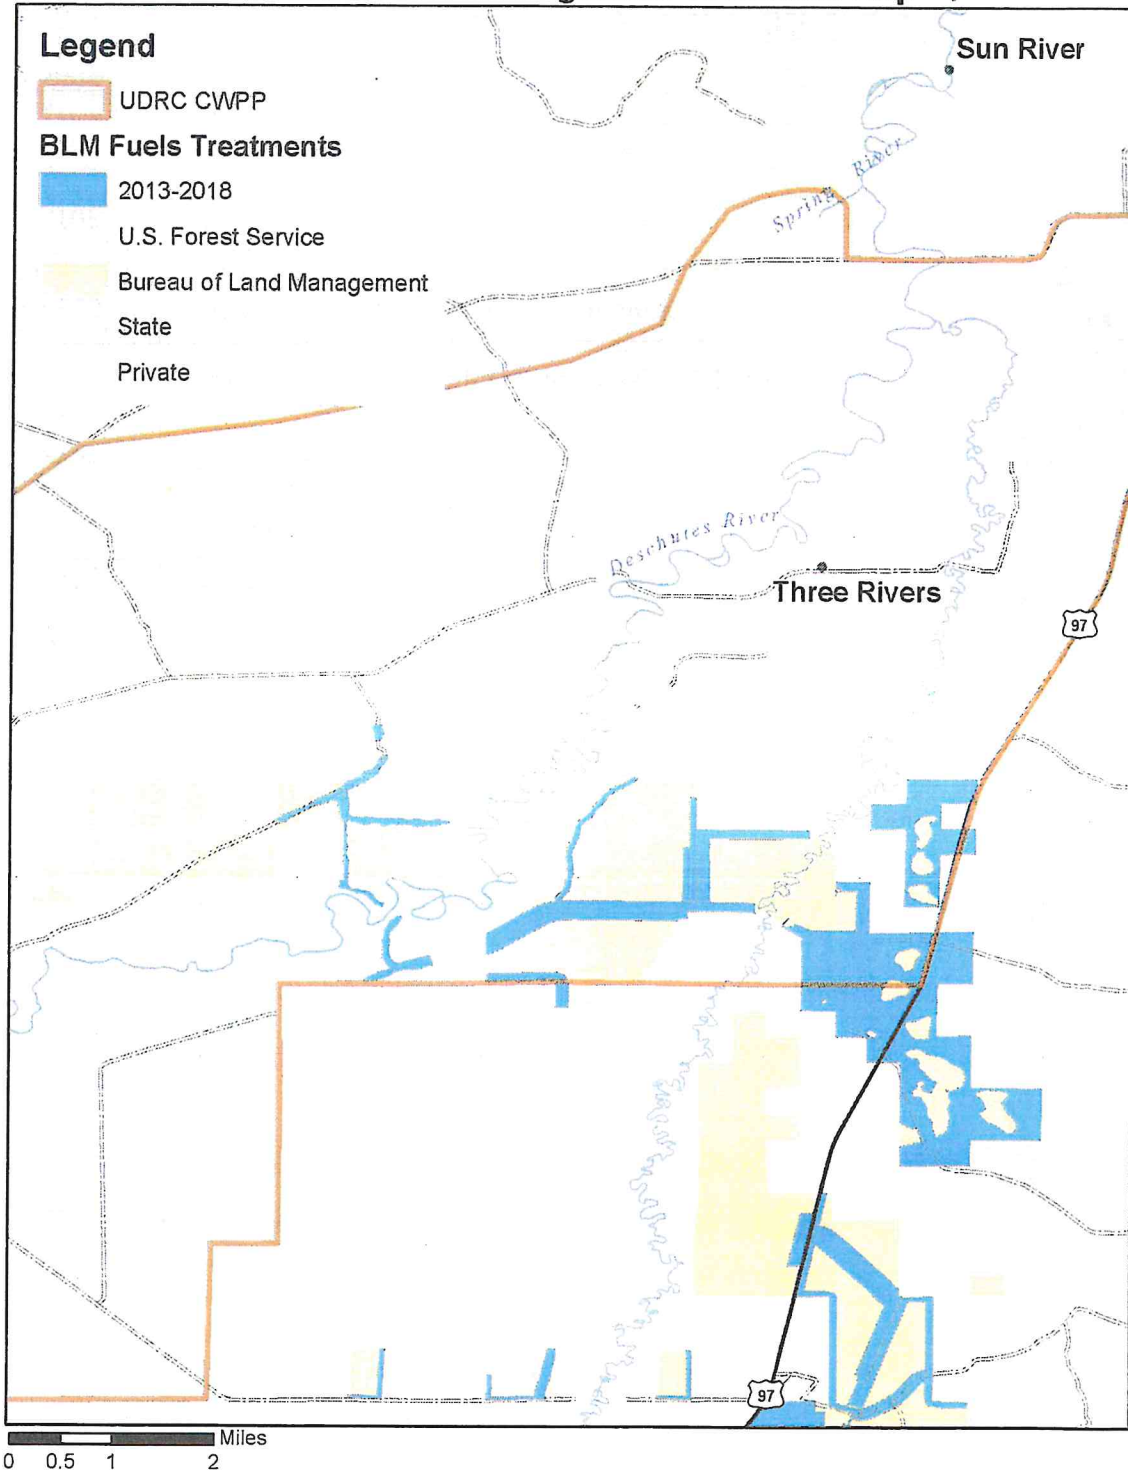 Legend
UDRC CWPP
BLM Fuels Treatments
2013-2018
U.S. Forest Service
Bureau of Land Management
State
Private
Sun River
Spring River
Deschutes River
Three Rivers
97
97
Miles
0 0.5 1 2